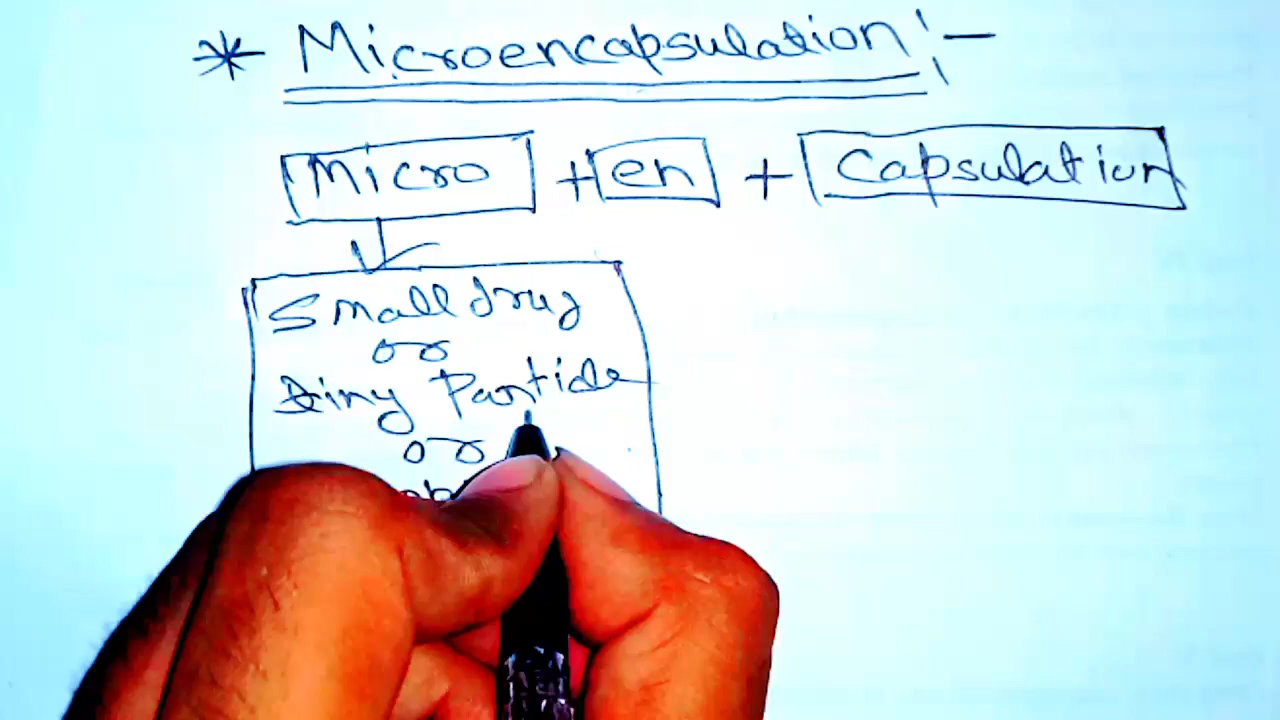 * Microencapsulation :-
Micro + en + Capsulation
Small drug
or
tiny Particle
or